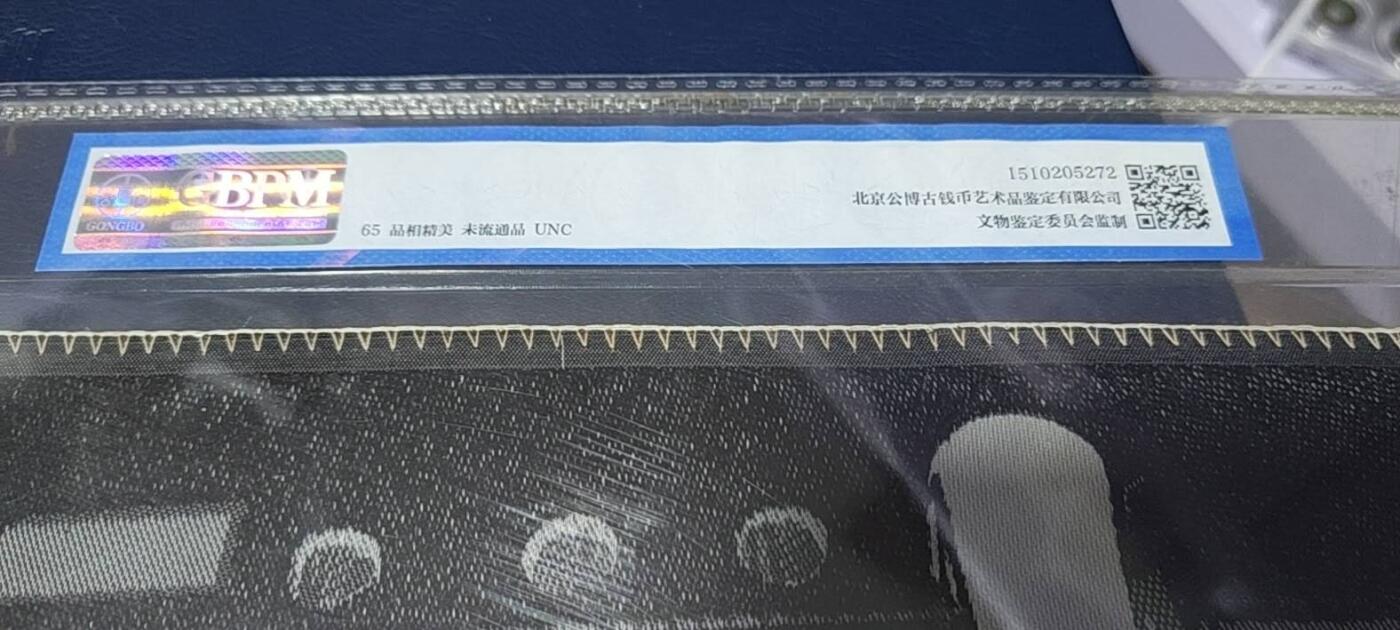 GBPM
GONGBO
65 品相精美 未流通品 UNC
1510205272
北京公博古钱币艺术品鉴定有限公司
文物鉴定委员会监制